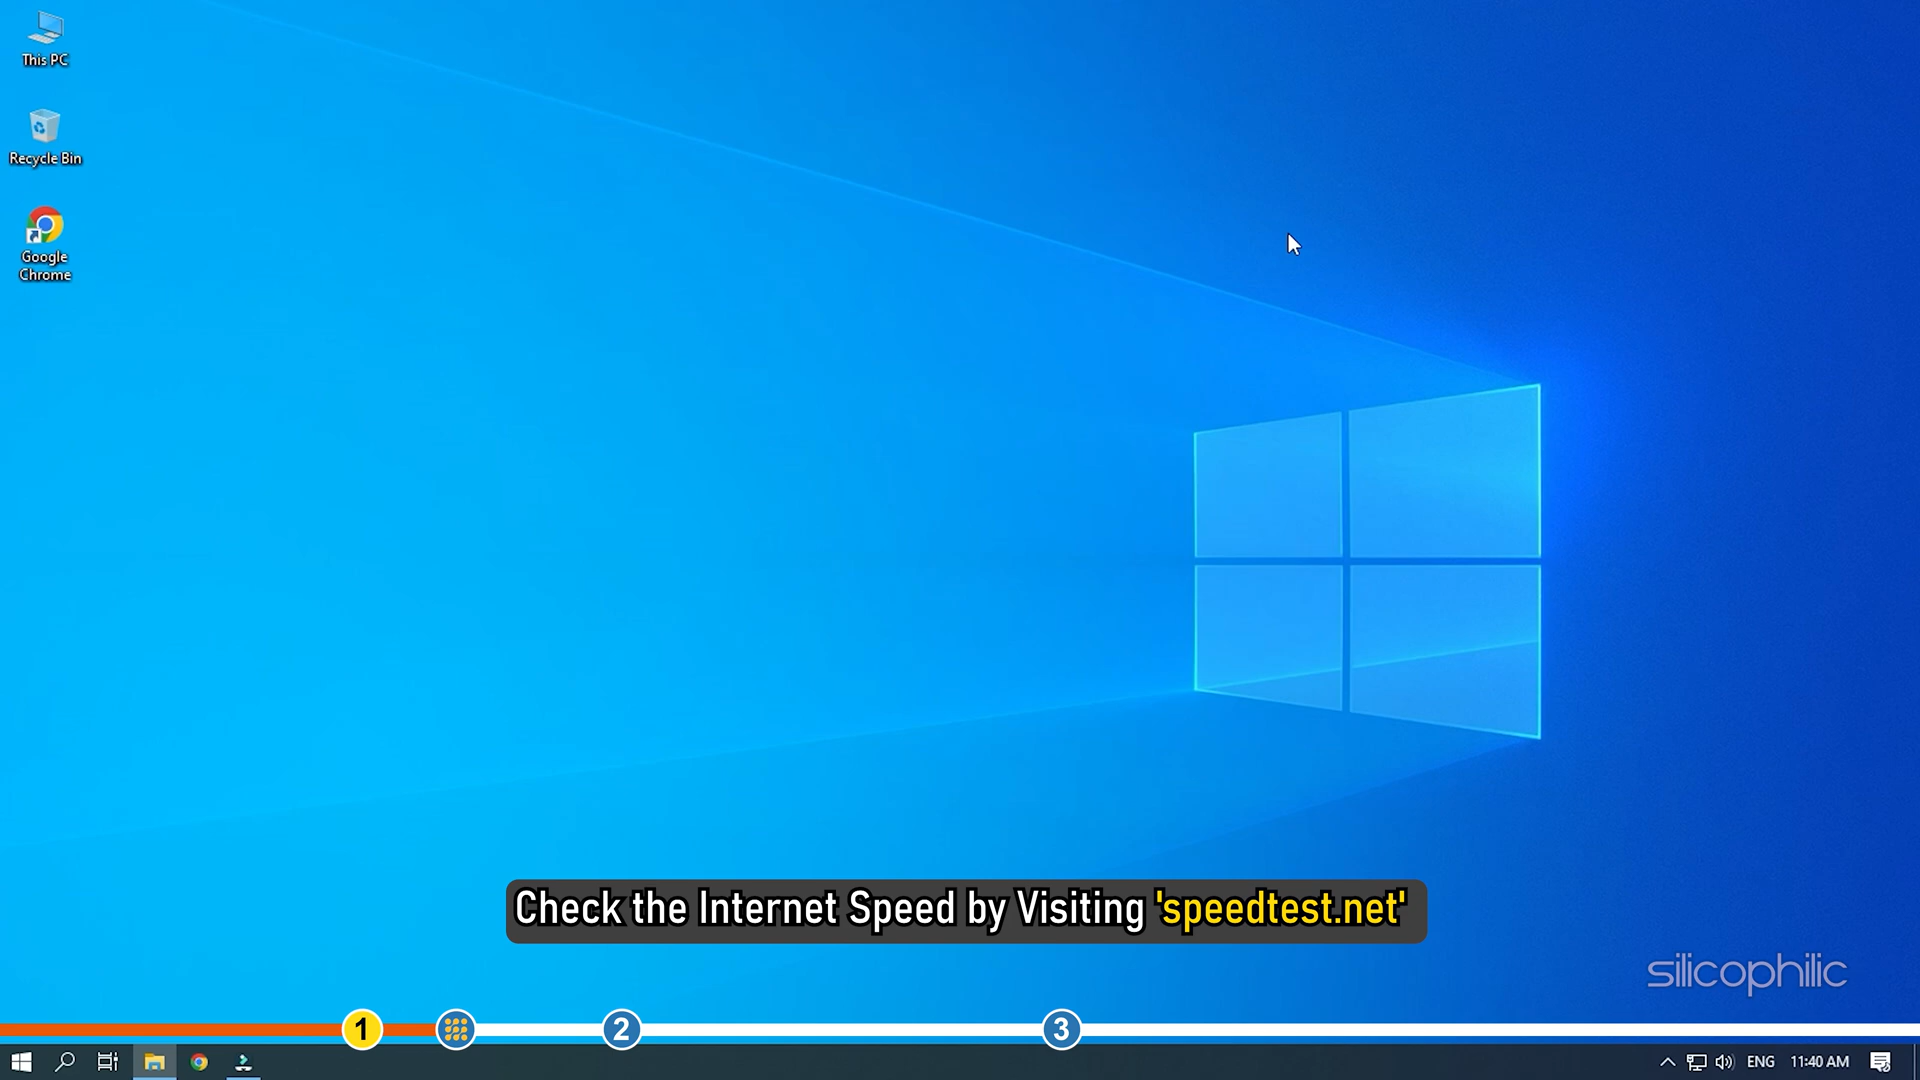 This PC
Recycle Bin
Google
Chrome
Check the Internet Speed by Visiting 'speedtest.net'
silicophilic
1
2
3
ENG
11:40 AM